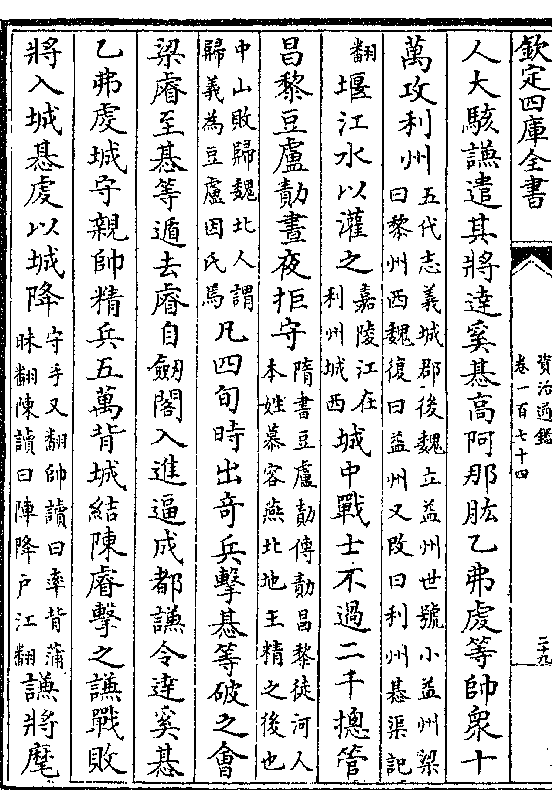 欽定四庫全書
資治通鑑
卷一百七十四
二十九
人大駭謙遣其將達奚惎高阿那肱乙弗虔等帥衆十
萬攻利州五代志義城郡後魏立益州世號小益州梁曰黎州西魏復曰益州又改曰利州惎渠記
翻堰江水以灌之嘉陵江在利州城西城中戰士不過二千摠管
昌黎豆盧勣晝夜拒守隋書豆盧勣傳勣昌黎徒河人本姓慕容燕北地王精之後也
中山敗歸魏北人謂歸義為豆盧因氏焉凡四旬時出奇兵擊惎等破之會
梁睿至惎等遁去睿自劒閣入進逼成都謙令達奚惎
乙弗虔城守親帥精兵五萬背城結陳睿擊之謙戰敗
將入城惎虔以城降守手又翻帥讀曰率背蒲昧翻陳讀曰陣降户江翻謙將麾